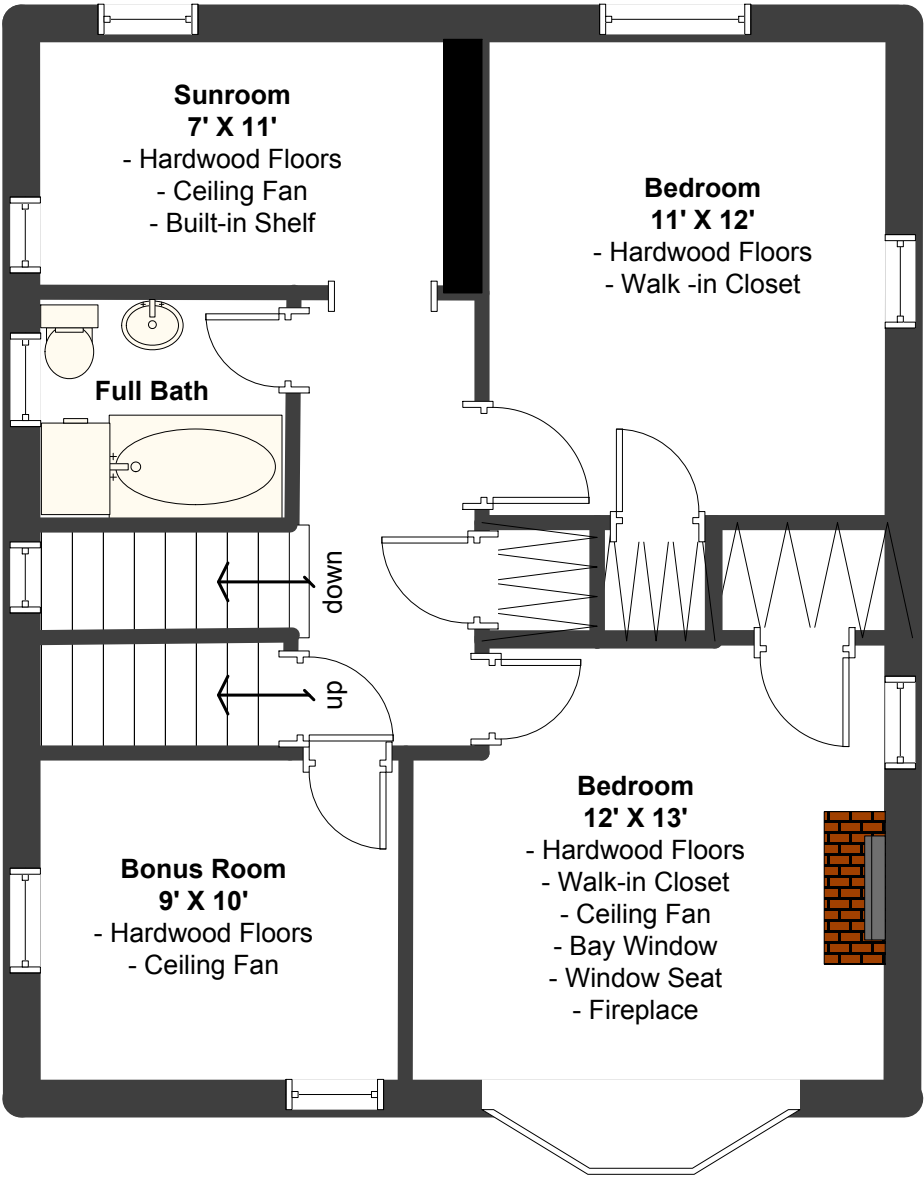 Sunroom
7' X 11'
- Hardwood Floors
- Ceiling Fan
- Built-in Shelf
Bedroom
11' X 12'
- Hardwood Floors
- Walk -in Closet
Full Bath
down
up
Bonus Room
9' X 10'
- Hardwood Floors
- Ceiling Fan
Bedroom
12' X 13'
- Hardwood Floors
- Walk-in Closet
- Ceiling Fan
- Bay Window
- Window Seat
- Fireplace